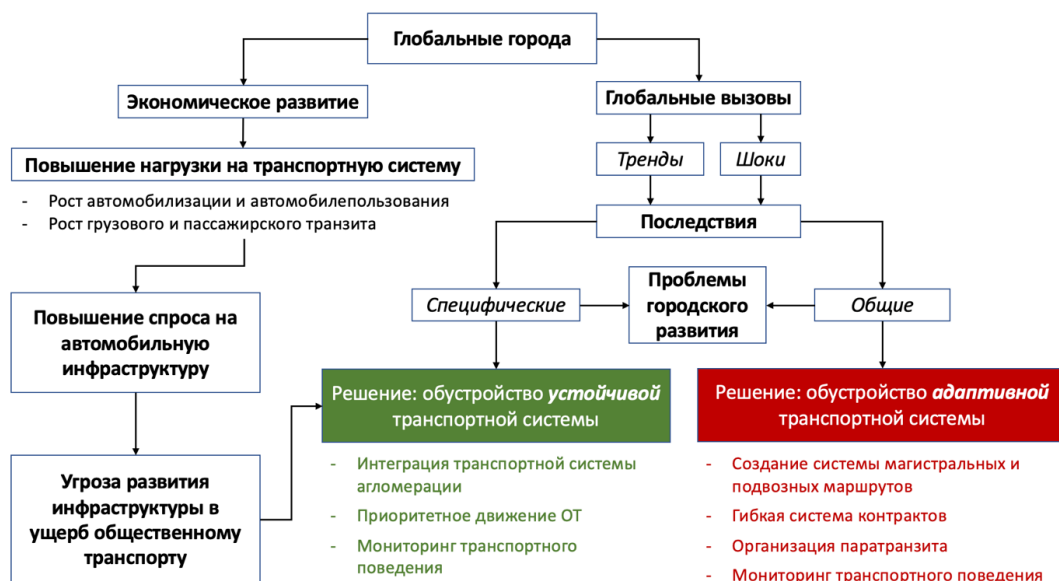 Глобальные города
Экономическое развитие
Глобальные вызовы
Повышение нагрузки на транспортную систему
Тренды
Шоки
- Рост автомобилизации и автомобилепользования
- Рост грузового и пассажирского транзита
Последствия
Повышение спроса на
автомобильную
инфраструктуру
Специфические
Проблемы
городского
развития
Общие
Угроза развития
инфраструктуры в
ущерб общественному
транспорту
Решение: обустройство устойчивой
транспортной системы
- Интеграция транспортной системы
агломерации
- Приоритетное движение ОТ
- Мониторинг транспортного
поведения
Решение: обустройство адаптивной
транспортной системы
- Создание системы магистральных и
подвозных маршрутов
- Гибкая система контрактов
- Организация паратранзита
- Мониторинг транспортного поведения